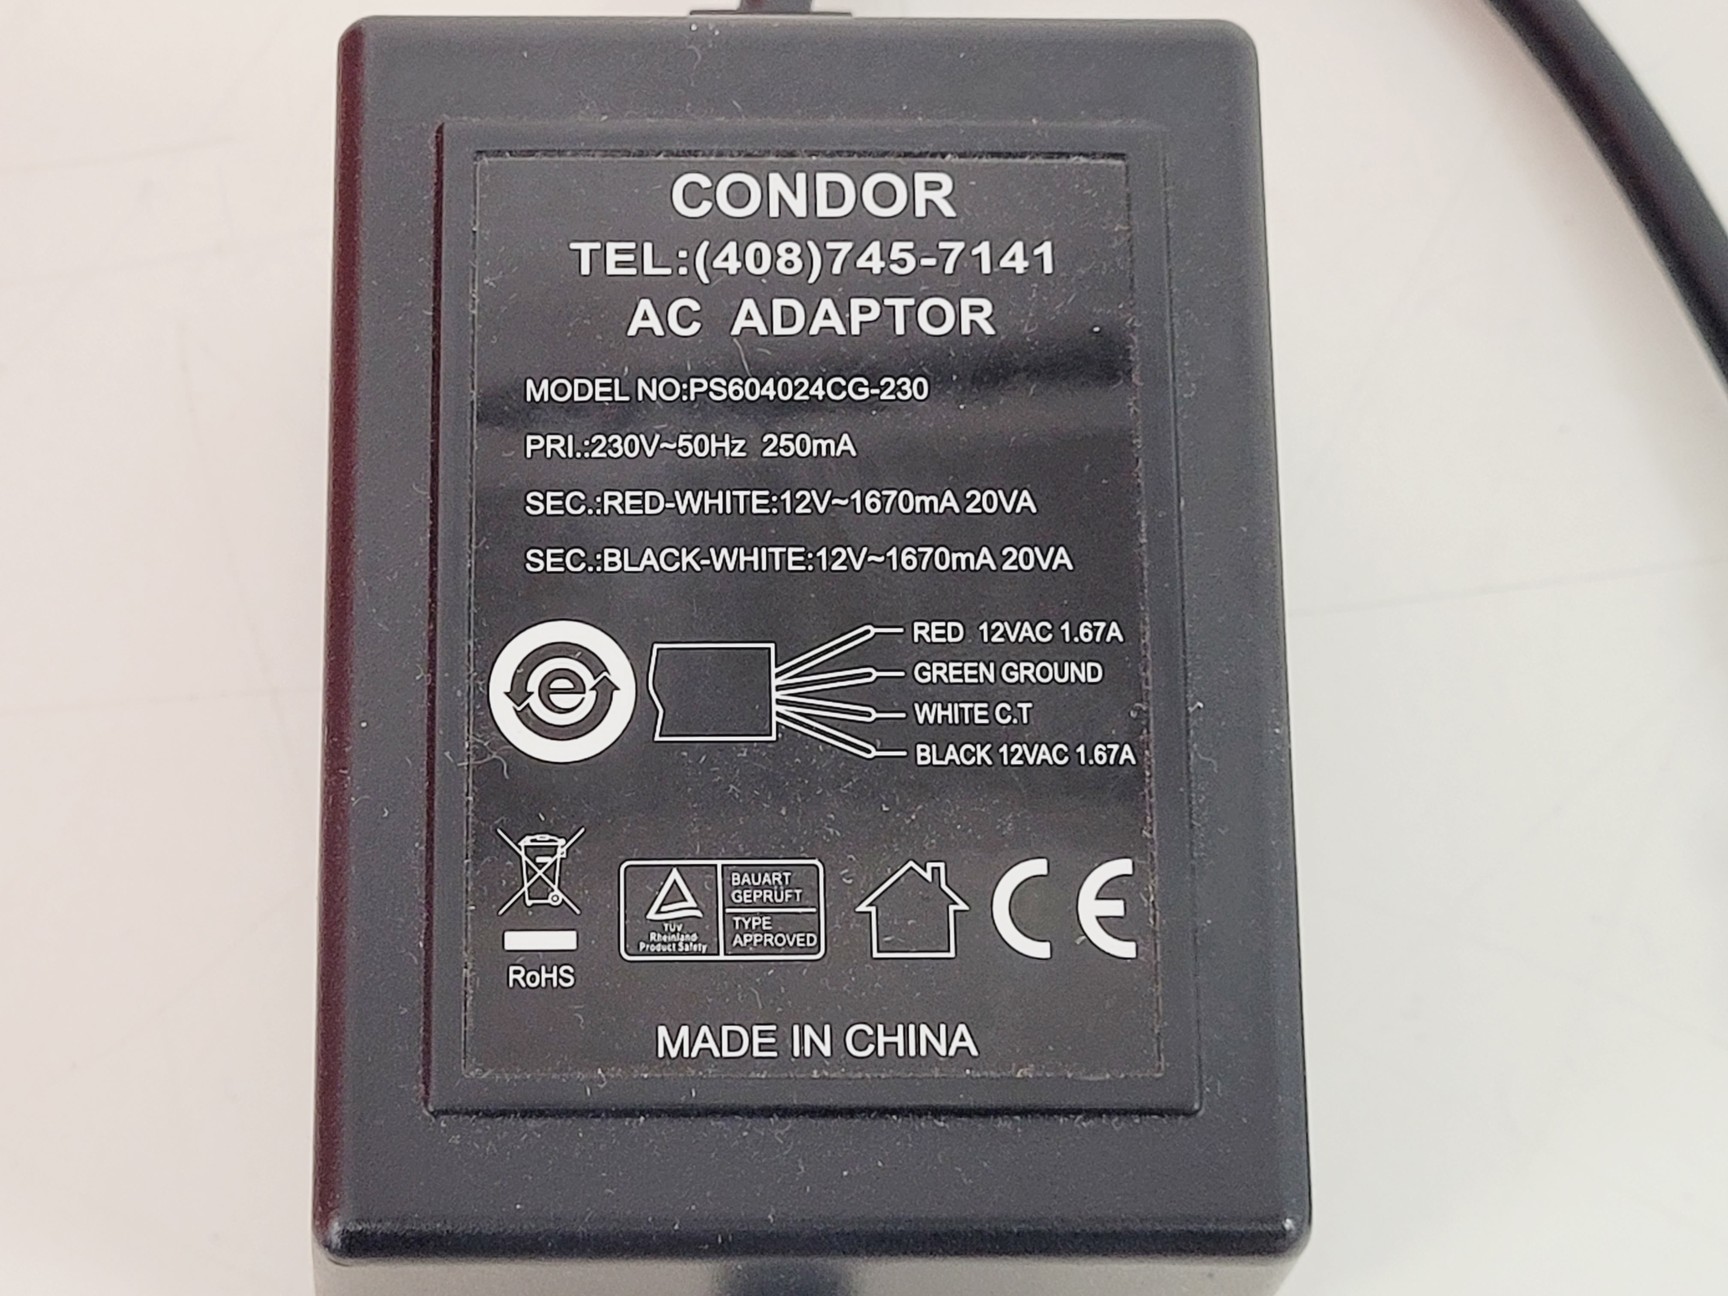 CONDOR
TEL:(408)745-7141
AC ADAPTOR
MODEL NO:PS604024CG-230
PRI.:230V~50Hz 250mA
SEC.:RED-WHITE:12V~1670mA 20VA
SEC.:BLACK-WHITE:12V~1670mA 20VA
e
RED 12VAC 1.67A
GREEN GROUND
WHITE C.T
BLACK 12VAC 1.67A
RoHS
TÜV
Rheinland
Product Safety
BAUART
GEPRÜFT
TYPE
APPROVED
CE
MADE IN CHINA